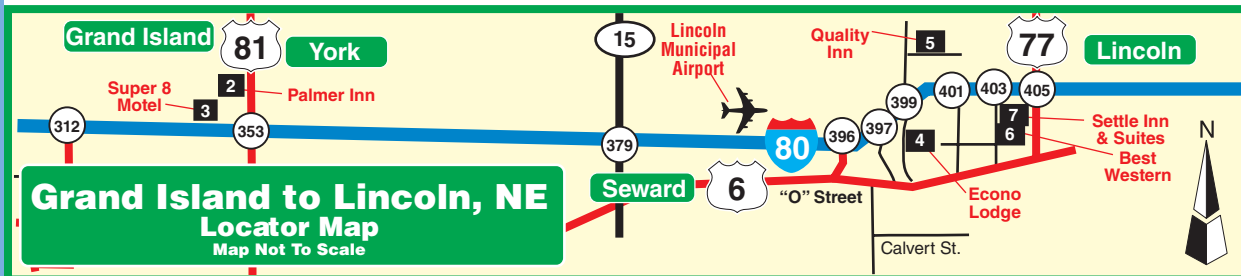 Grand Island
81
York
15
Lincoln
Municipal
Airport
Quality
Inn
5
77
Lincoln
Super 8
Motel
3
2
Palmer Inn
312
353
379
80
396
397
399
401
403
405
4
7
6
Settle Inn
& Suites
Best
Western
N
Seward
6
"O" Street
Econo
Lodge
Calvert St.
Grand Island to Lincoln, NE
Locator Map
Map Not To Scale